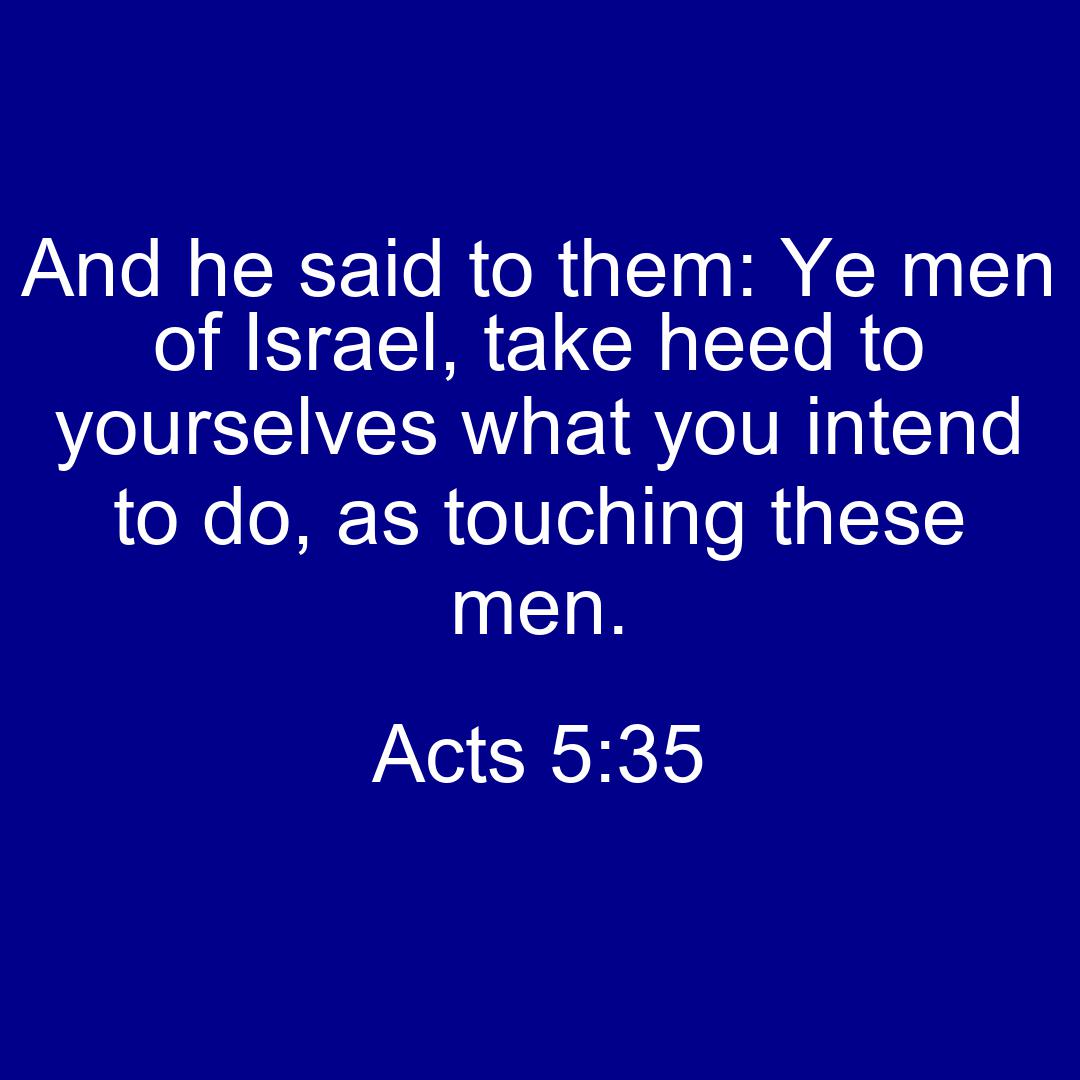 And he said to them: Ye men
of Israel, take heed to
yourselves what you intend
to do, as touching these
men.
Acts 5:35